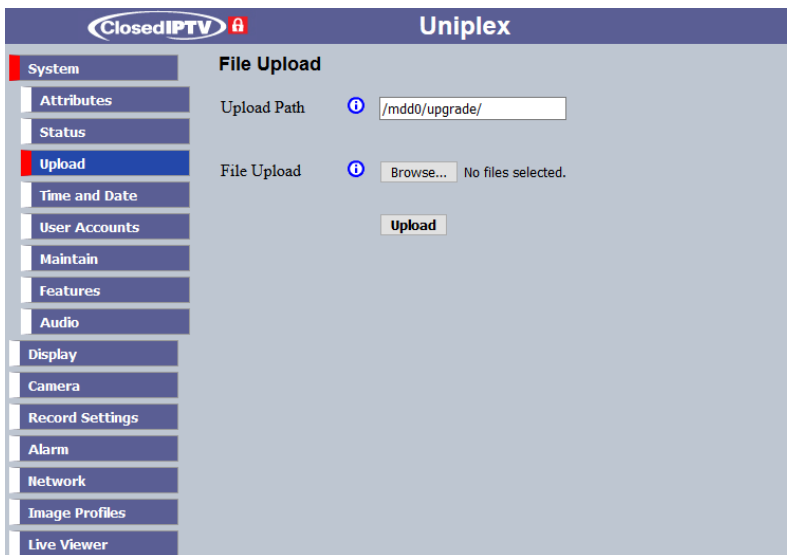 ClosedIPTV
Uniplex
System
Attributes
Status
Upload
Time and Date
User Accounts
Maintain
Features
Audio
Display
Camera
Record Settings
Alarm
Network
Image Profiles
Live Viewer
File Upload
Upload Path i /mdd0/upgrade/
File Upload i Browse... No files selected.
Upload